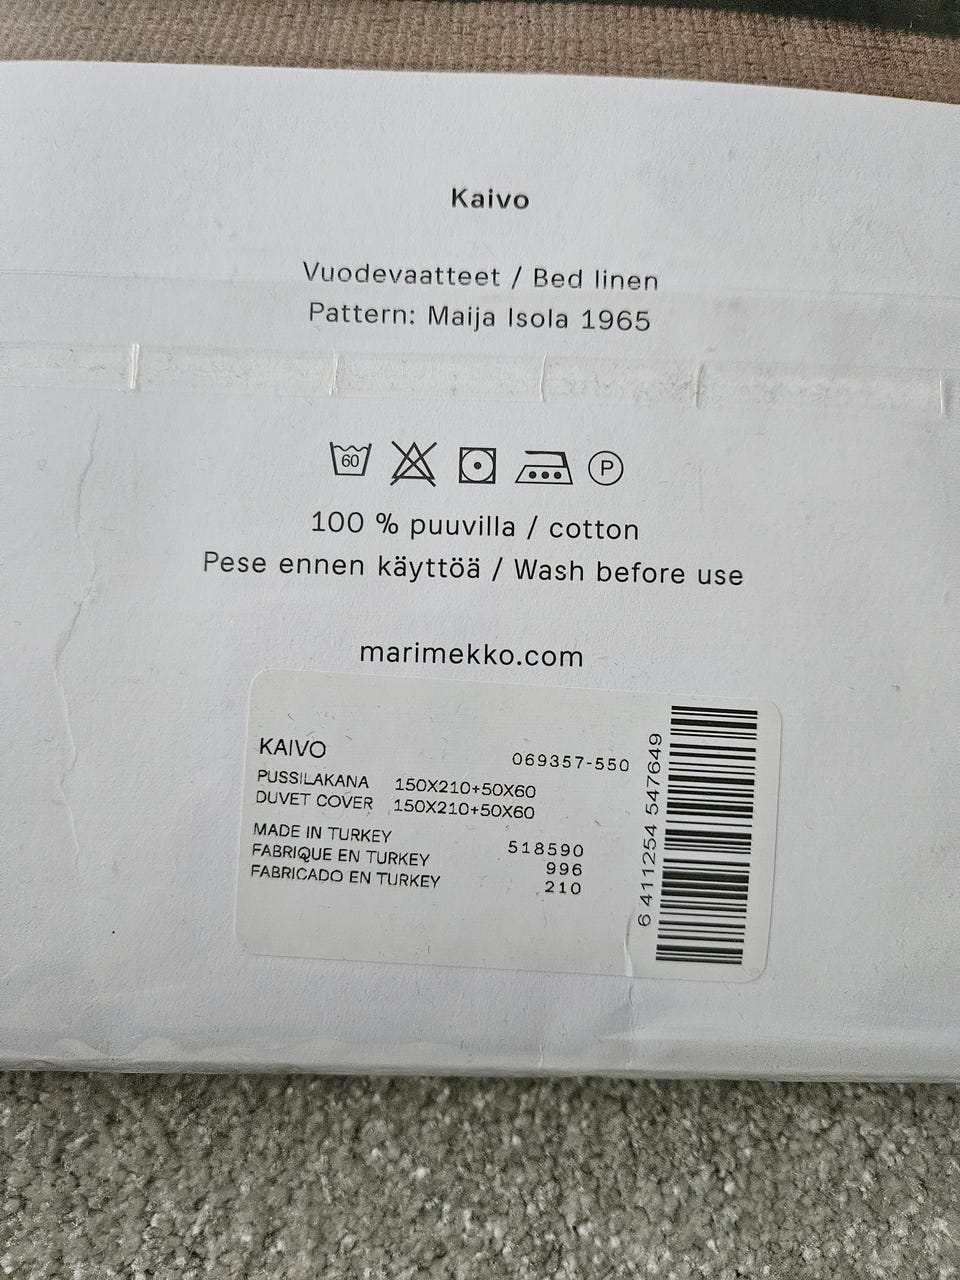 Kaivo
Vuodevaatteet / Bed linen
Pattern: Maija Isola 1965
60
P
100 % puuvilla / cotton
Pese ennen käyttöä / Wash before use
marimekko.com
KAIVO 069357-550
PUSSILAKANA 150X210+50X60
DUVET COVER 150X210+50X60
MADE IN TURKEY 518590
FABRIQUE EN TURKEY 996
FABRICADO EN TURKEY 210
6 411254 547649